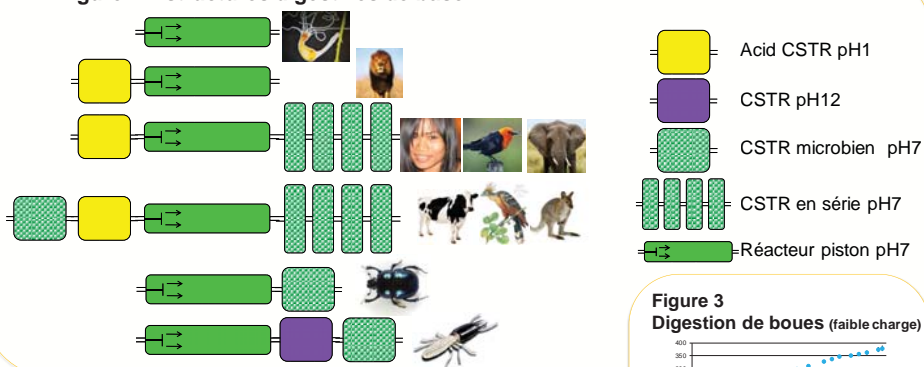 Acid CSTR pH1
CSTR pH12
CSTR microbien pH7
CSTR en série pH7
Réacteur piston pH7
Figure 3
Digestion de boues (faible charge)
400
350